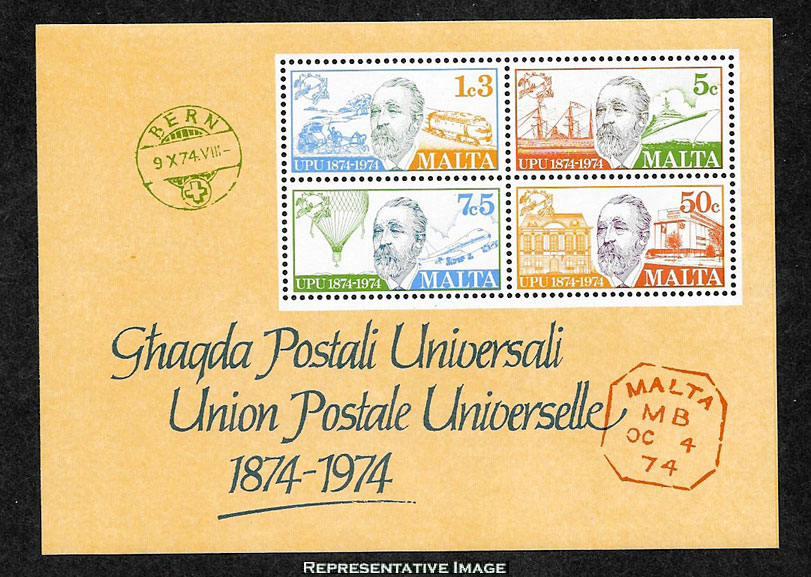 BERN
9 X 74.VIII-
1c3
UPU 1874-1974 MALTA
5c
UPU 1874-1974 MALTA
7c5
UPU 1874-1974 MALTA
50c
UPU 1874-1974 MALTA
Għaqda Postali Universali
Union Postale Universelle
1874-1974
MALTA
MB
OC 4
74
REPRESENTATIVE IMAGE